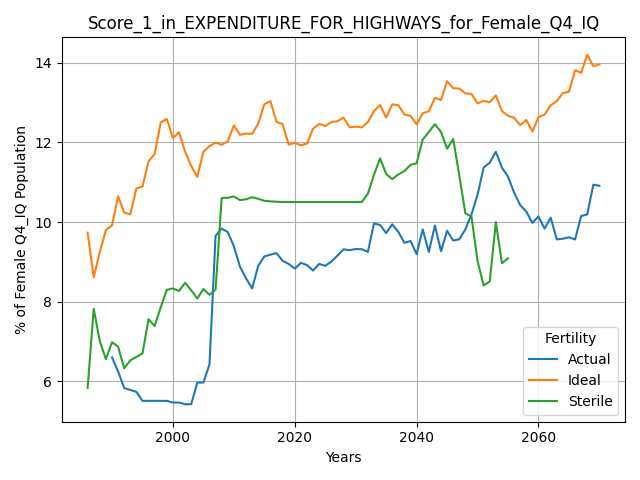 Score_1_in_EXPENDITURE_FOR_HIGHWAYS_for_Female_Q4_IQ
% of Female Q4_IQ Population
14
12
10
8
6
2000
2020
2040
2060
Years
Fertility
Actual
Ideal
Sterile